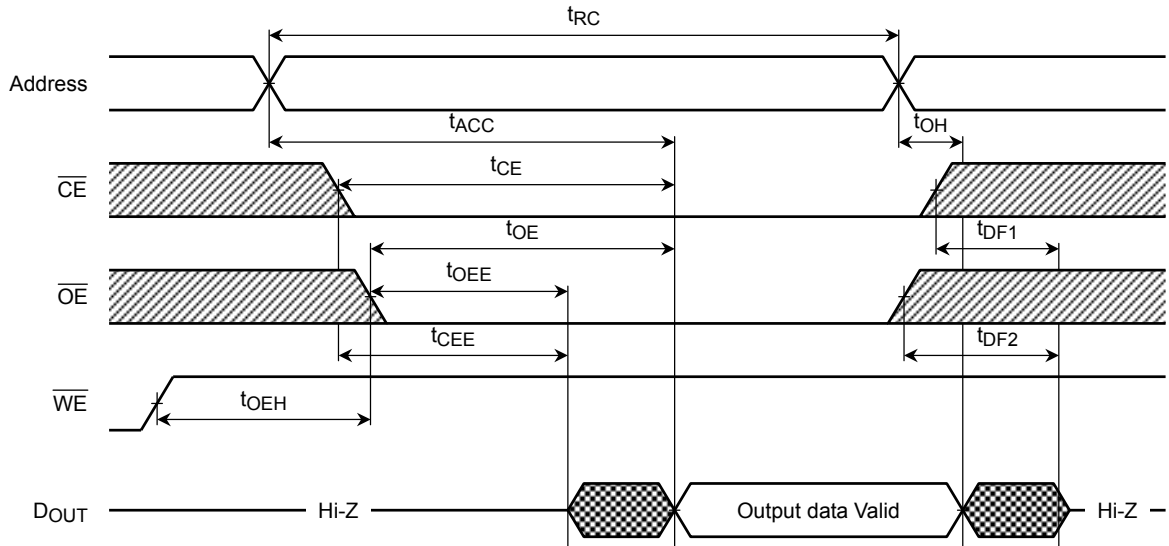 tRC
Address
tACC
tOH
CE
tCE
tDF1
tOE
OE
tOEE
tDF2
tCEE
WE
tOEH
DOUT
Hi-Z
Output data Valid
Hi-Z